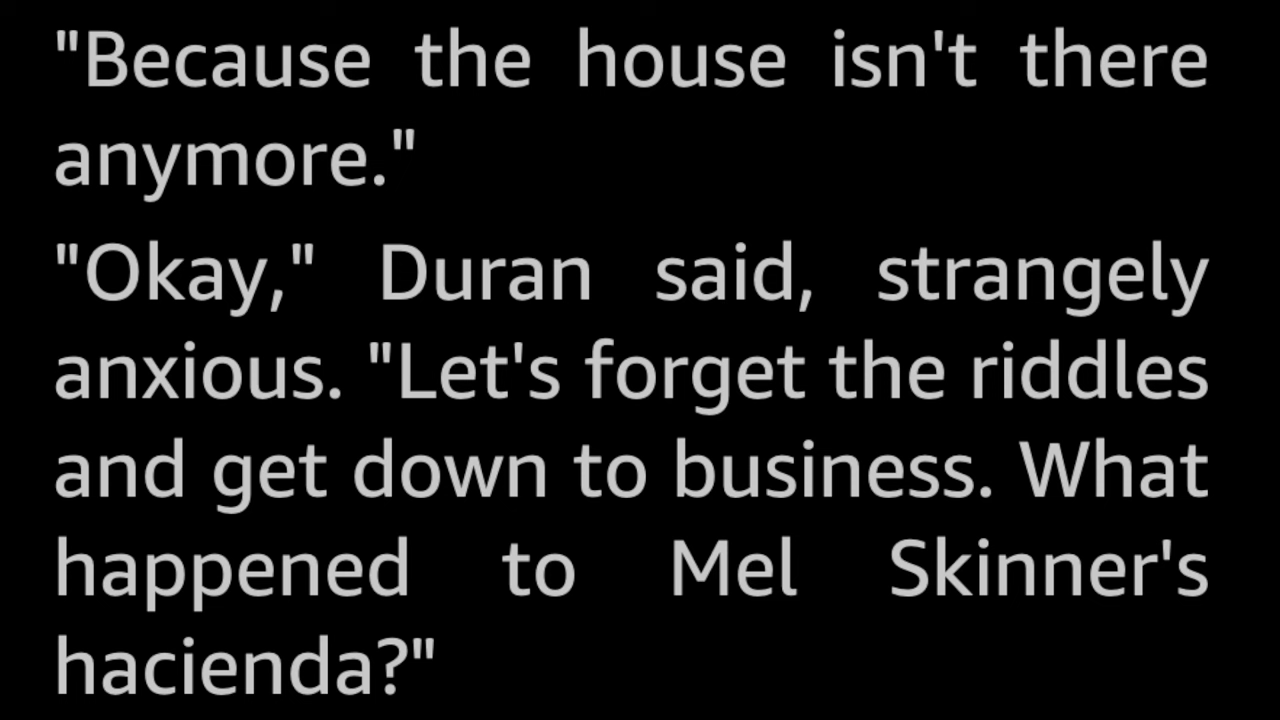 "Because the house isn't there
anymore."
"Okay," Duran said, strangely
anxious. "Let's forget the riddles
and get down to business. What
happened to Mel Skinner's
hacienda?"